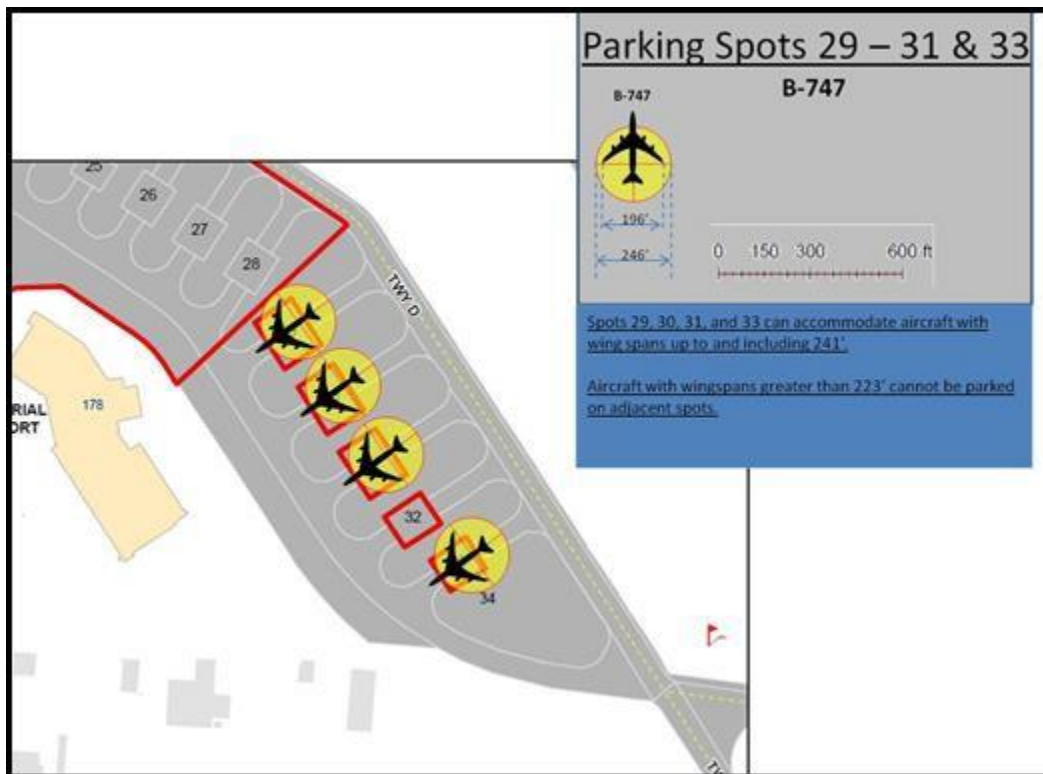 Parking Spots 29 – 31 & 33
B-747
B-747
196'
246'
0 150 300 600 ft
Spots 29, 30, 31, and 33 can accommodate aircraft with
wing spans up to and including 241'.
Aircraft with wingspans greater than 223' cannot be parked
on adjacent spots.
25
26
27
28
TWY D
RIAL
ORT
178
32
34
TW